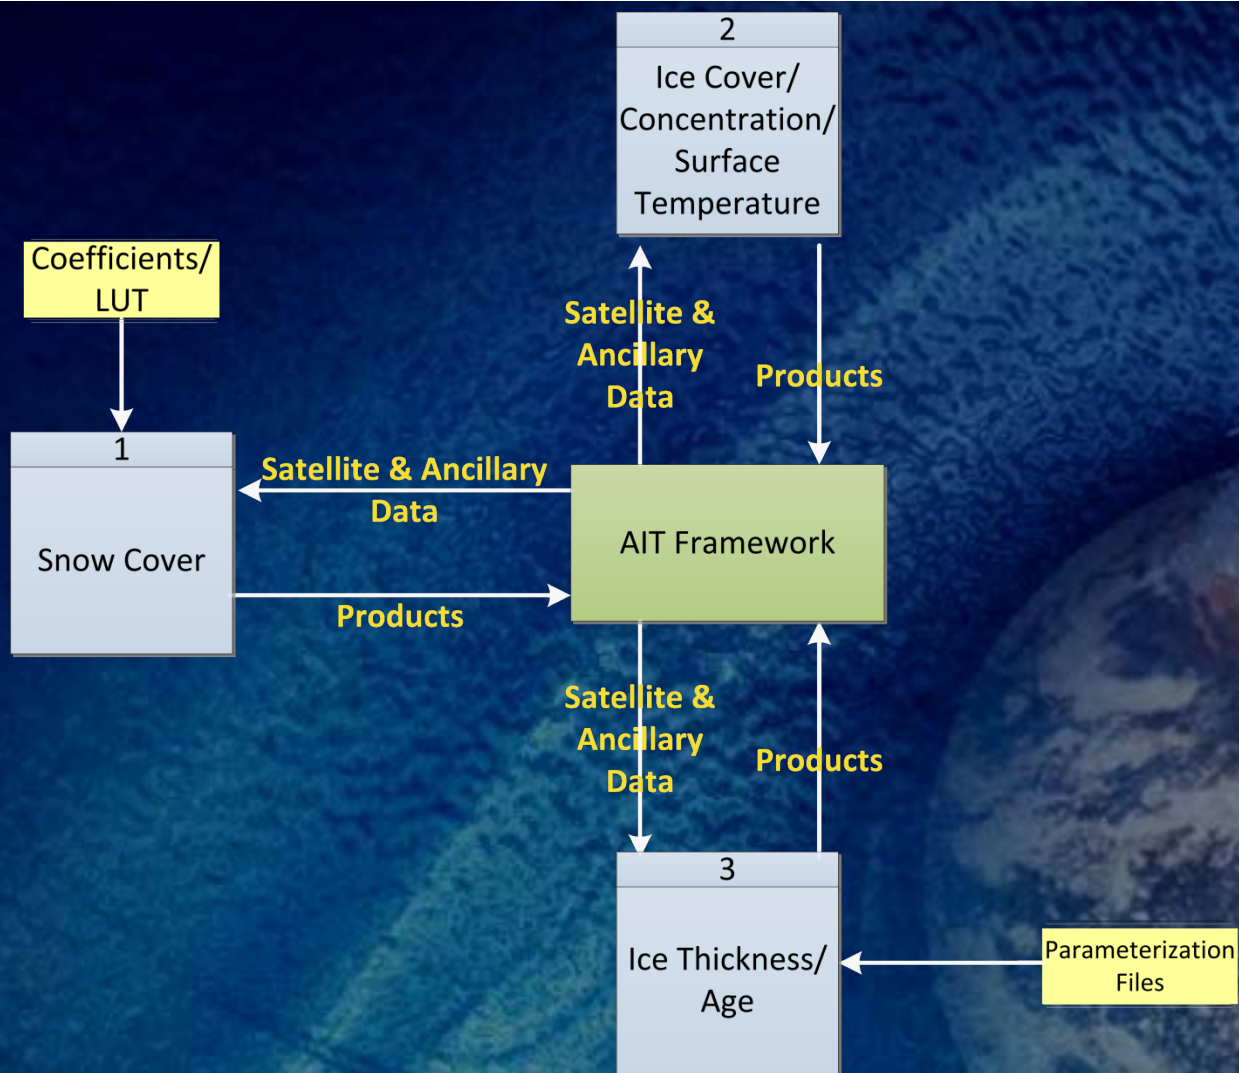 2
Ice Cover/
Concentration/
Surface
Temperature
Coefficients/
LUT
Satellite &
Ancillary
Data
Products
1
Snow Cover
Satellite & Ancillary
Data
Products
AIT Framework
Satellite &
Ancillary
Data
Products
3
Ice Thickness/
Age
Parameterization
Files